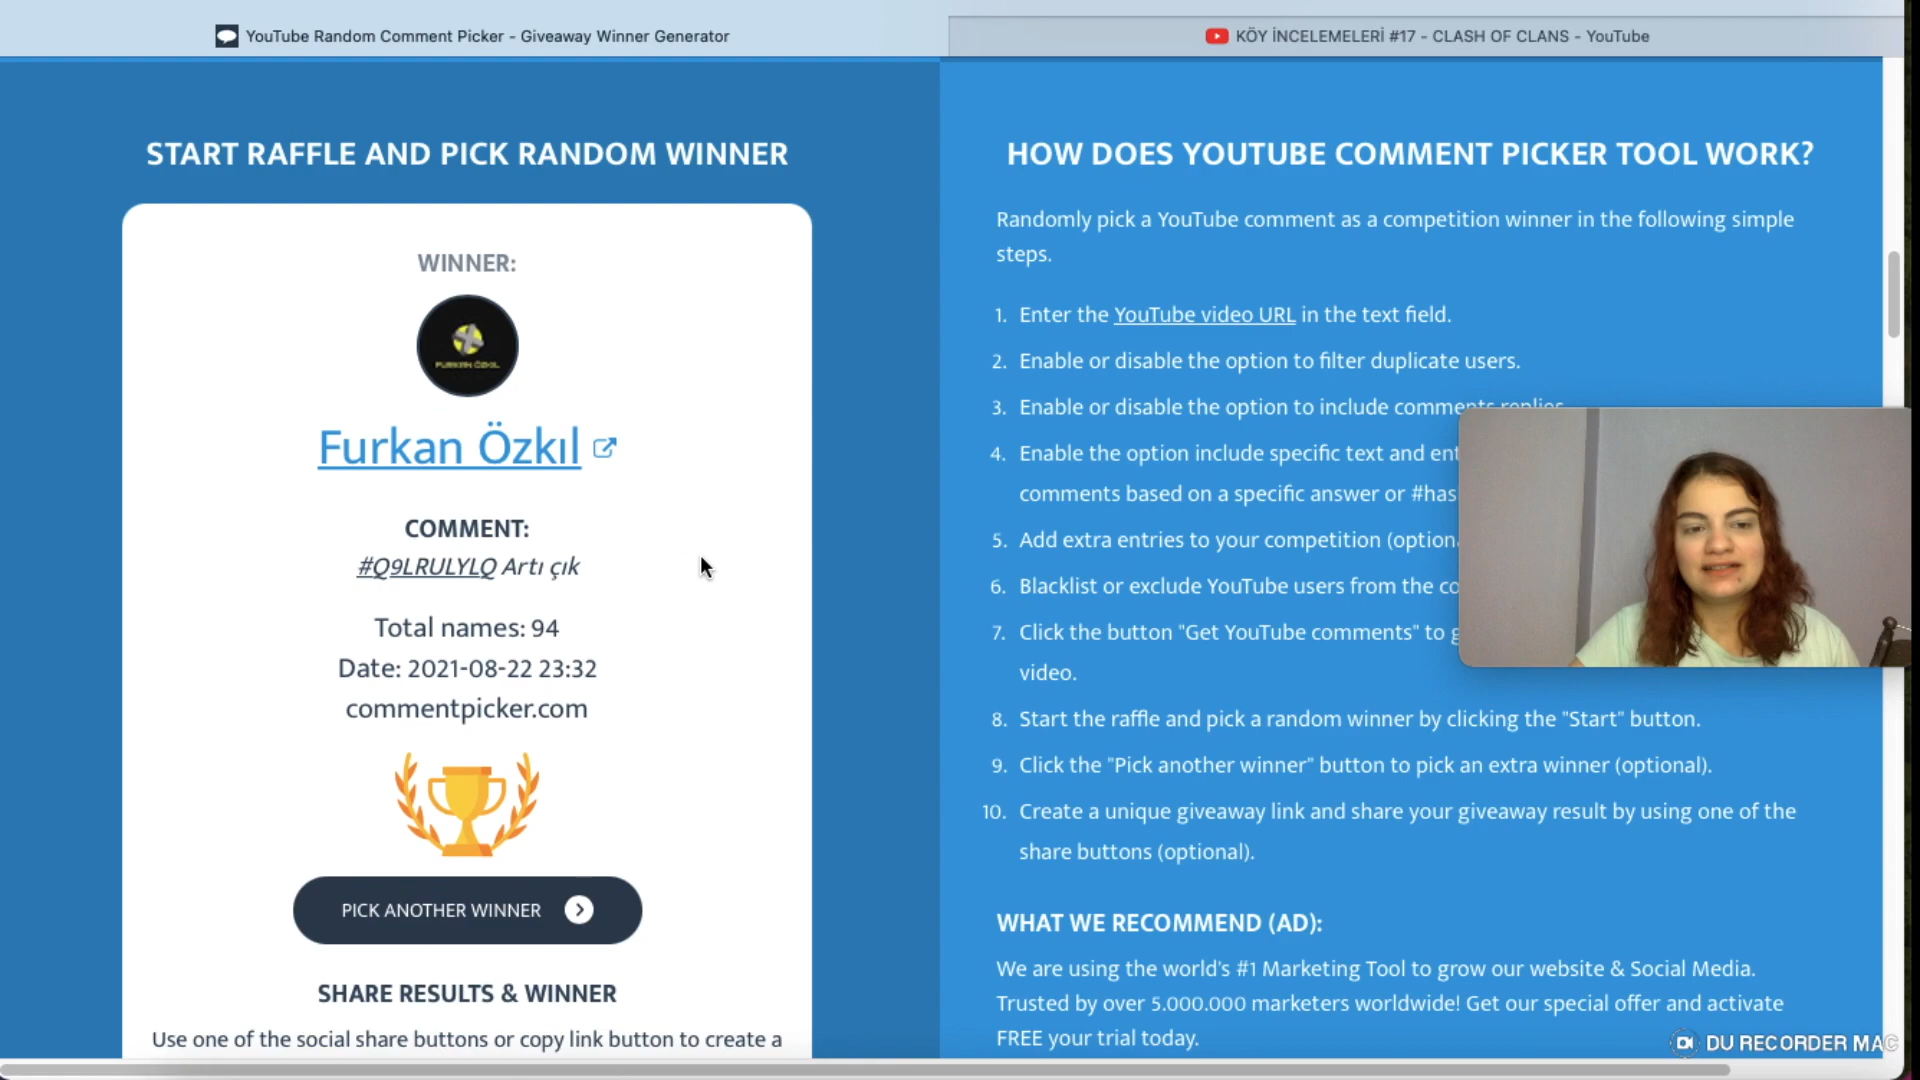 YouTube Random Comment Picker - Giveaway Winner Generator
KÖY İNCELEMELERİ #17 - CLASH OF CLANS - YouTube
START RAFFLE AND PICK RANDOM WINNER
WINNER:
FURKAN ÖZKIL
Furkan Özkıl
COMMENT:
#Q9LRULYLQ Artı çık
Total names: 94
Date: 2021-08-22 23:32
commentpicker.com
PICK ANOTHER WINNER
SHARE RESULTS & WINNER
Use one of the social share buttons or copy link button to create a
HOW DOES YOUTUBE COMMENT PICKER TOOL WORK?
Randomly pick a YouTube comment as a competition winner in the following simple
steps.
1. Enter the YouTube video URL in the text field.
2. Enable or disable the option to filter duplicate users.
3. Enable or disable the option to include comments replies
4. Enable the option include specific text and ent
comments based on a specific answer or #has
5. Add extra entries to your competition (option
6. Blacklist or exclude YouTube users from the co
7. Click the button "Get YouTube comments" to g
video.
8. Start the raffle and pick a random winner by clicking the "Start" button.
9. Click the "Pick another winner" button to pick an extra winner (optional).
10. Create a unique giveaway link and share your giveaway result by using one of the
share buttons (optional).
WHAT WE RECOMMEND (AD):
We are using the world's #1 Marketing Tool to grow our website & Social Media.
Trusted by over 5.000.000 marketers worldwide! Get our special offer and activate
FREE your trial today.
DU RECORDER MAC